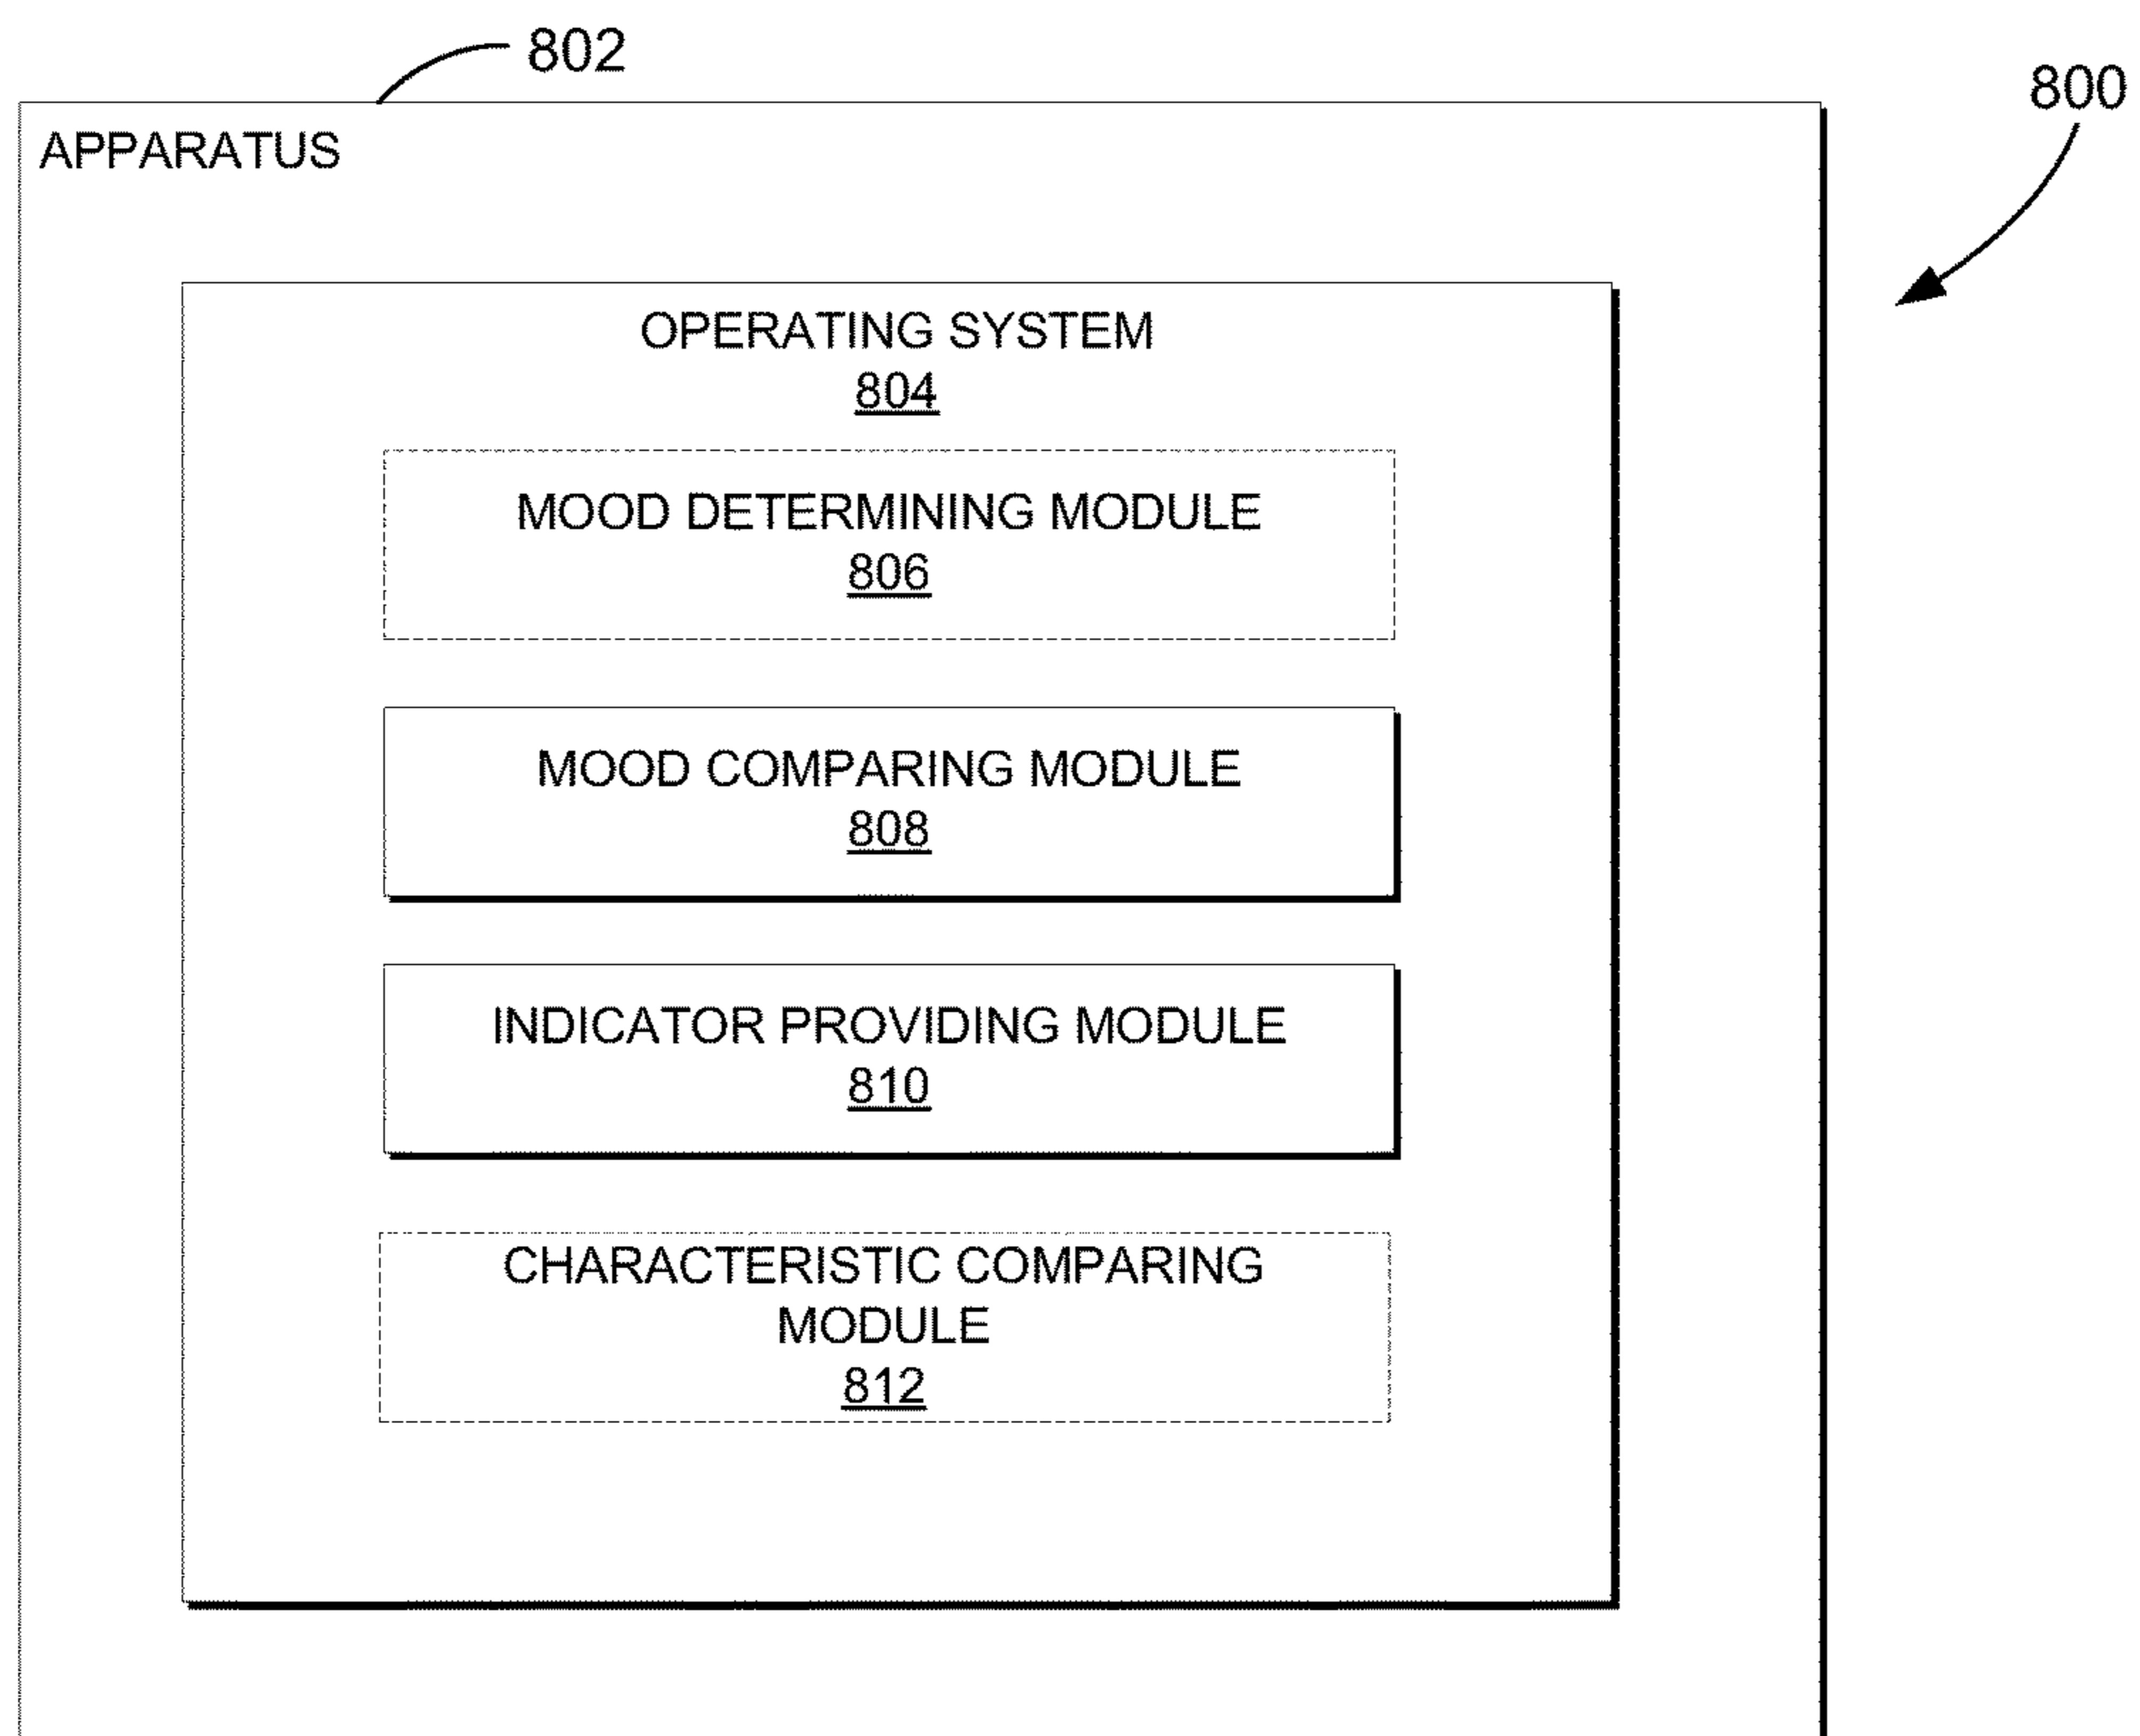 802
800
APPARATUS
OPERATING SYSTEM
804
MOOD DETERMINING MODULE
806
MOOD COMPARING MODULE
808
INDICATOR PROVIDING MODULE
810
CHARACTERISTIC COMPARING
MODULE
812